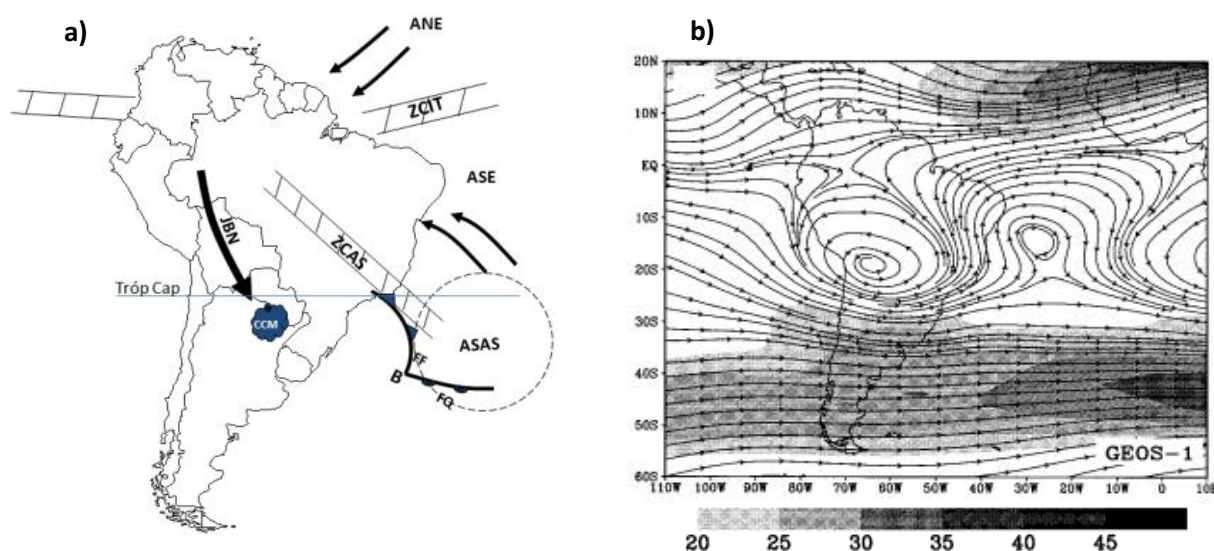 a)
ANE
ZCIT
ASE
JBN
ZCAS
Tróp Cap
CCM
ASAS
FF
B
FQ
b)
20N
10N
EQ
10S
20S
30S
40S
50S
60S
GEOS-1
110W 100W 90W 80W 70W 60W 50W 40W 30W 20W 10W 0 10E
20 25 30 35 40 45